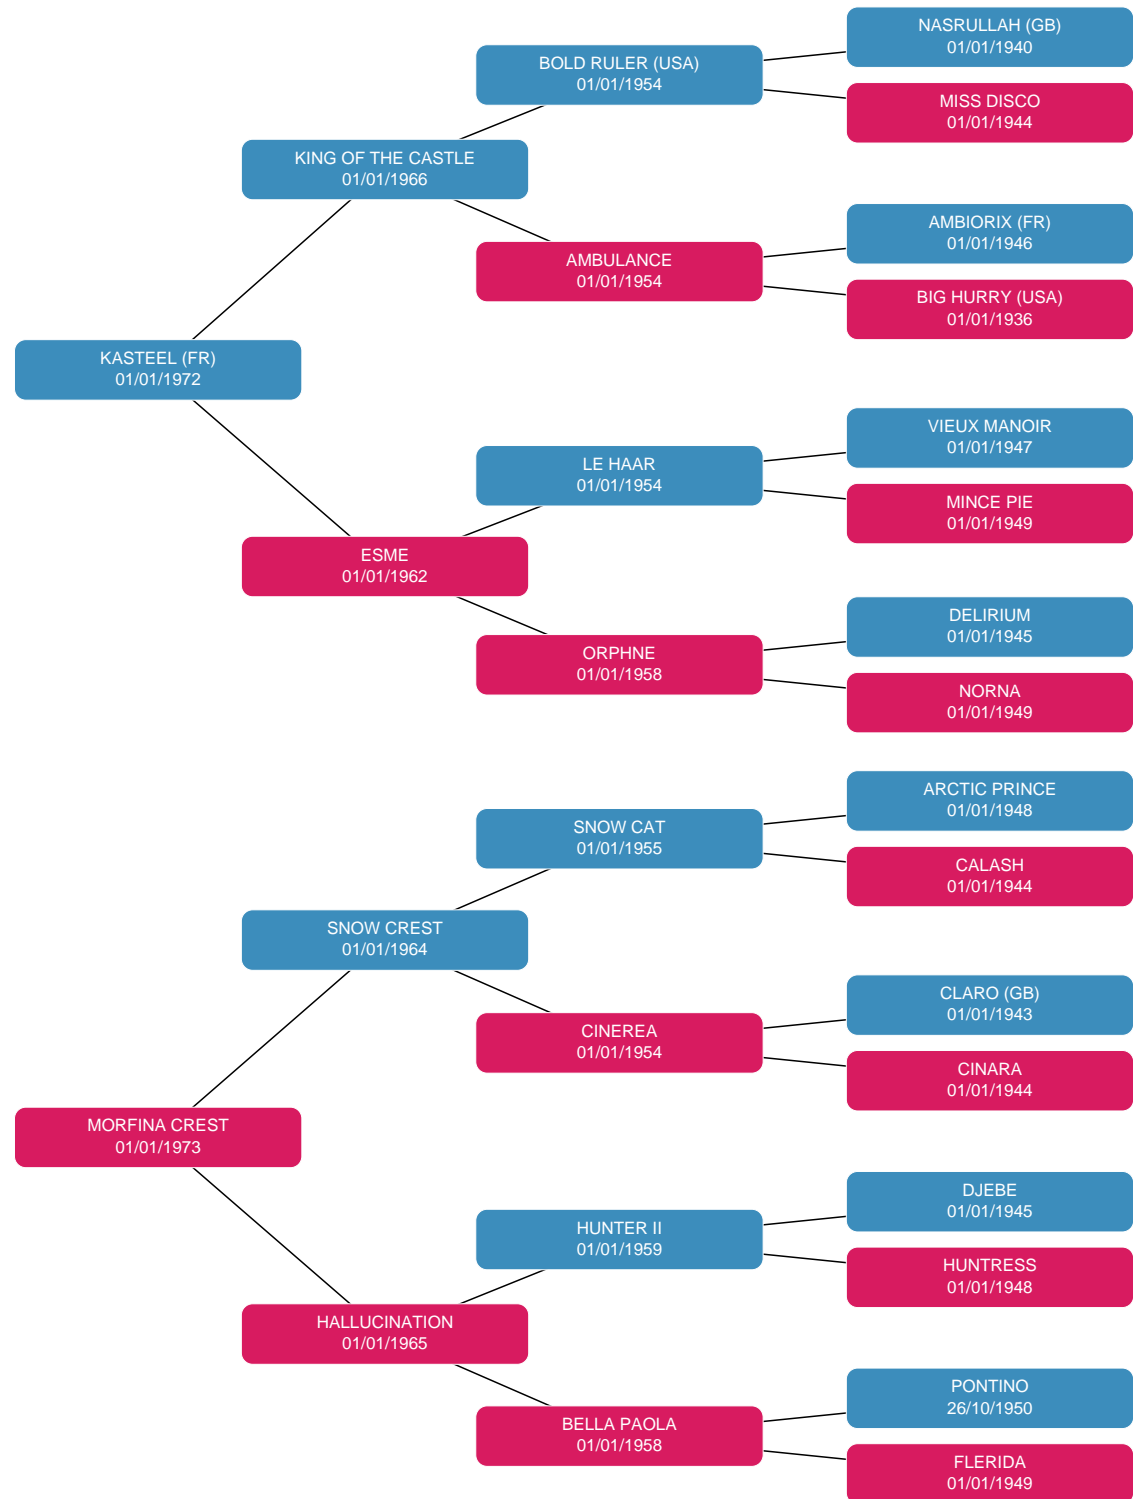 NASRULLAH (GB)
01/01/1940
BOLD RULER (USA)
01/01/1954
MISS DISCO
01/01/1944
KING OF THE CASTLE
01/01/1966
AMBIORIX (FR)
01/01/1946
AMBULANCE
01/01/1954
BIG HURRY (USA)
01/01/1936
KASTEEL (FR)
01/01/1972
VIEUX MANOIR
01/01/1947
LE HAAR
01/01/1954
MINCE PIE
01/01/1949
ESME
01/01/1962
DELIRIUM
01/01/1945
ORPHNE
01/01/1958
NORNA
01/01/1949
ARCTIC PRINCE
01/01/1948
SNOW CAT
01/01/1955
CALASH
01/01/1944
SNOW CREST
01/01/1964
CLARO (GB)
01/01/1943
CINEREA
01/01/1954
CINARA
01/01/1944
MORFINA CREST
01/01/1973
DJEBE
01/01/1945
HUNTER II
01/01/1959
HUNTRESS
01/01/1948
HALLUCINATION
01/01/1965
PONTINO
26/10/1950
BELLA PAOLA
01/01/1958
FLERIDA
01/01/1949